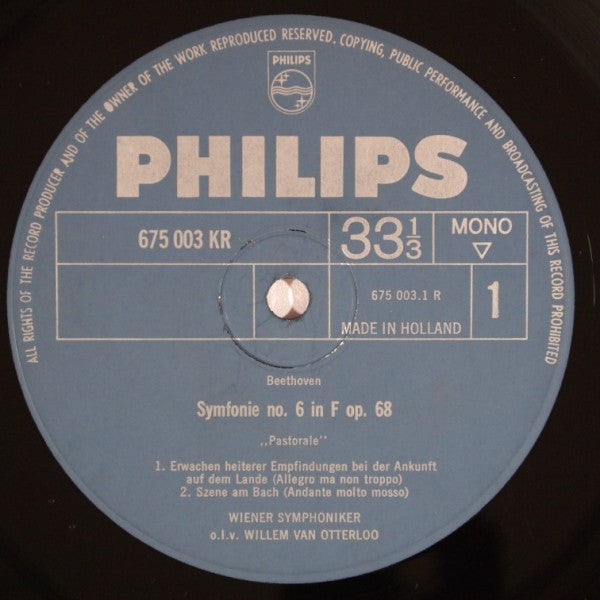 ALL RIGHTS OF THE RECORD PRODUCER AND OF THE OWNER OF THE WORK REPRODUCED RESERVED. COPYING, PUBLIC PERFORMANCE AND BROADCASTING OF THIS RECORD PROHIBITED
PHILIPS
PHILIPS
675 003 KR
33 1/3
MONO
▽
675 003.1 R
1
MADE IN HOLLAND
Beethoven
Symfonie no. 6 in F op. 68
,,Pastorale''
1. Erwachen heiterer Empfindungen bei der Ankunft
auf dem Lande (Allegro ma non troppo)
2. Szene am Bach (Andante molto mosso)
WIENER SYMPHONIKER
o.l.v. WILLEM VAN OTTERLOO